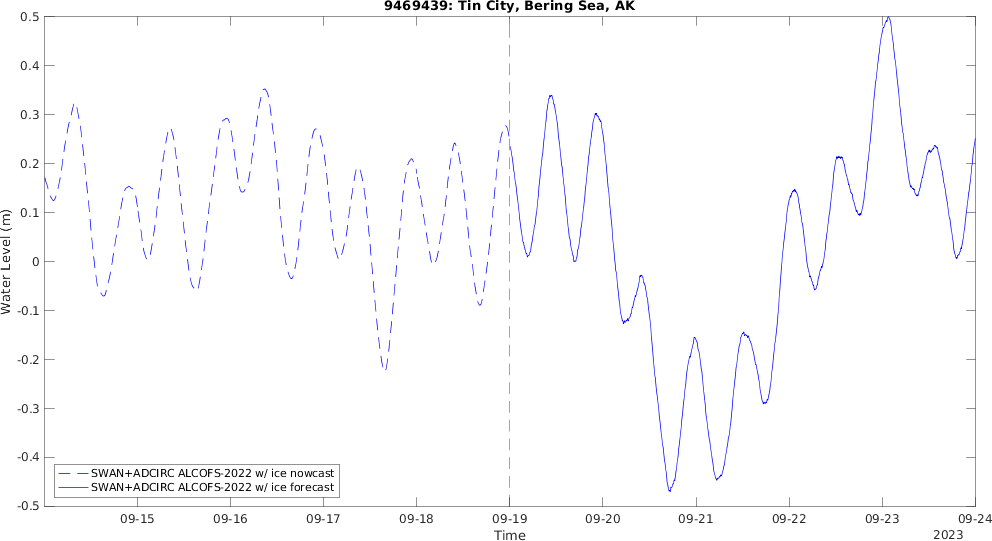 9469439: Tin City, Bering Sea, AK
0.5
0.4
0.3
0.2
0.1
0
-0.1
-0.2
-0.3
-0.4
-0.5
Water Level (m)
SWAN+ADCIRC ALCOFS-2022 w/ ice nowcast
SWAN+ADCIRC ALCOFS-2022 w/ ice forecast
09-15 09-16 09-17 09-18 09-19 09-20 09-21 09-22 09-23 09-24
Time
2023